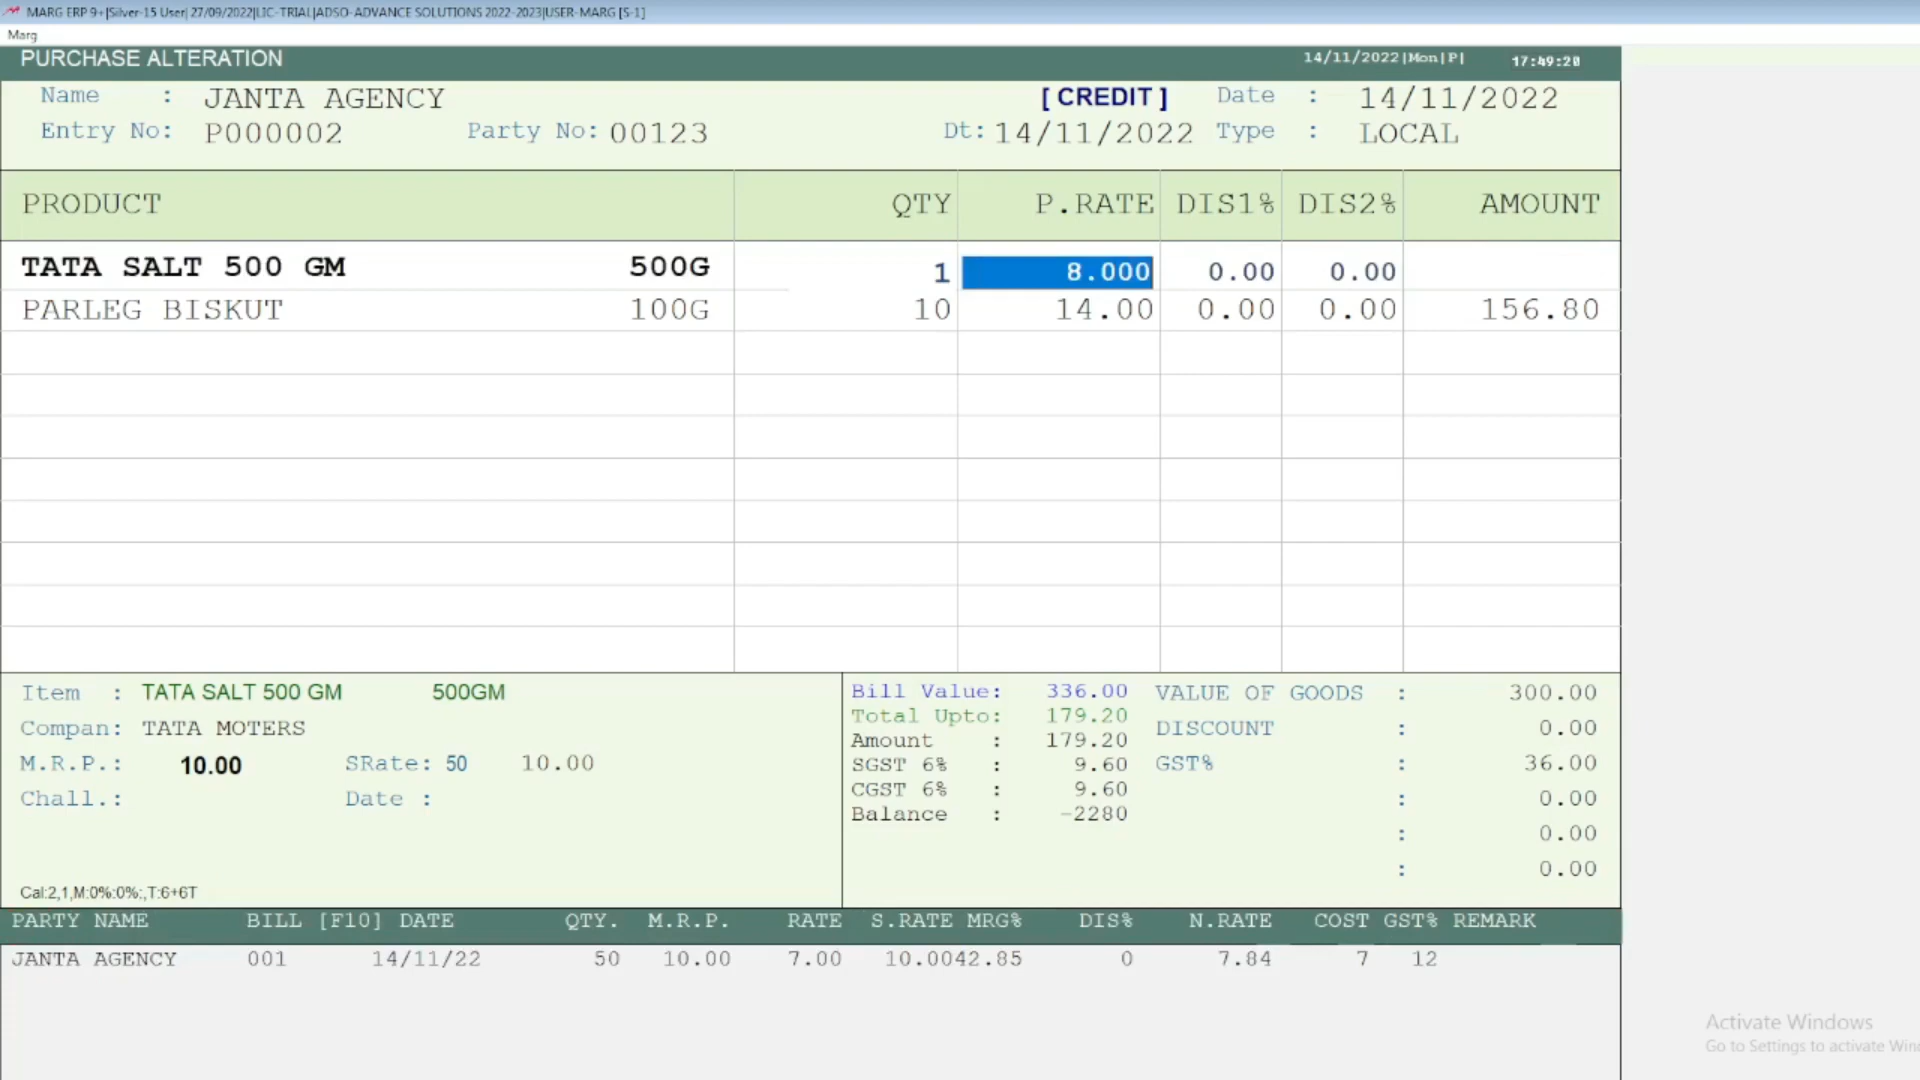 MARG ERP 9+|Silver-15 User| 27/09/2022|LIC-TRIAL|ADSO-ADVANCE SOLUTIONS 2022-2023|USER-MARG [S-1]
Marg
PURCHASE ALTERATION 14/11/2022|Mon|P| 17:49:20
Name : JANTA AGENCY [ CREDIT ] Date : 14/11/2022
Entry No: P000002 Party No: 00123 Dt: 14/11/2022 Type : LOCAL
PRODUCT QTY P.RATE DIS1% DIS2% AMOUNT
TATA SALT 500 GM 500G 1 8.000 0.00 0.00
PARLEG BISKUT 100G 10 14.00 0.00 0.00 156.80
Item : TATA SALT 500 GM 500GM
Compan: TATA MOTERS
M.R.P.: 10.00 SRate: 50 10.00
Chall.: Date :
Cal:2,1,M:0%:0%:,T:6+6T
Bill Value: 336.00 VALUE OF GOODS : 300.00
Total Upto: 179.20
Amount : 179.20 DISCOUNT : 0.00
SGST 6% : 9.60 GST% : 36.00
CGST 6% : 9.60 : 0.00
Balance : -2280 : 0.00
: 0.00
PARTY NAME BILL [F10] DATE QTY. M.R.P. RATE S.RATE MRG% DIS% N.RATE COST GST% REMARK
JANTA AGENCY 001 14/11/22 50 10.00 7.00 10.0042.85 0 7.84 7 12
Activate Windows
Go to Settings to activate Win